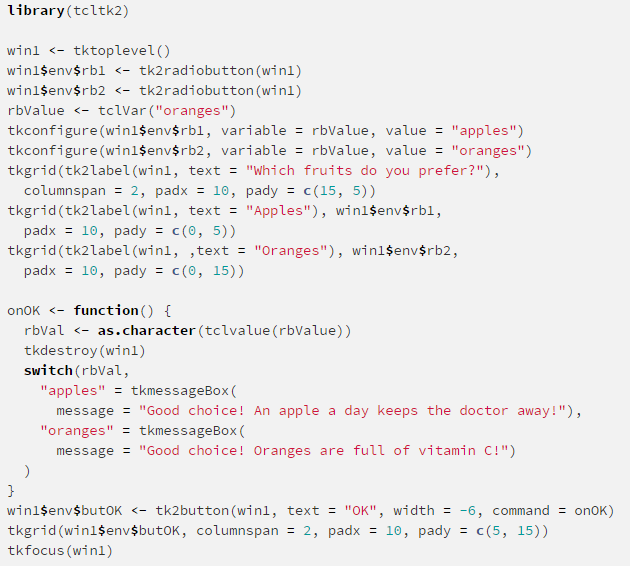 library(tcltk2)

win1 <- tktoplevel()
win1$env$rb1 <- tk2radiobutton(win1)
win1$env$rb2 <- tk2radiobutton(win1)
rbValue <- tclVar("oranges")
tkconfigure(win1$env$rb1, variable = rbValue, value = "apples")
tkconfigure(win1$env$rb2, variable = rbValue, value = "oranges")
tkgrid(tk2label(win1, text = "Which fruits do you prefer?"),
  columnspan = 2, padx = 10, pady = c(15, 5))
tkgrid(tk2label(win1, text = "Apples"), win1$env$rb1,
  padx = 10, pady = c(0, 5))
tkgrid(tk2label(win1, ,text = "Oranges"), win1$env$rb2,
  padx = 10, pady = c(0, 15))

onOK <- function() {
  rbVal <- as.character(tclvalue(rbValue))
  tkdestroy(win1)
  switch(rbVal,
    "apples" = tkmessageBox(
      message = "Good choice! An apple a day keeps the doctor away!"),
    "oranges" = tkmessageBox(
      message = "Good choice! Oranges are full of vitamin C!")
  )
}
win1$env$butOK <- tk2button(win1, text = "OK", width = -6, command = onOK)
tkgrid(win1$env$butOK, columnspan = 2, padx = 10, pady = c(5, 15))
tkfocus(win1)